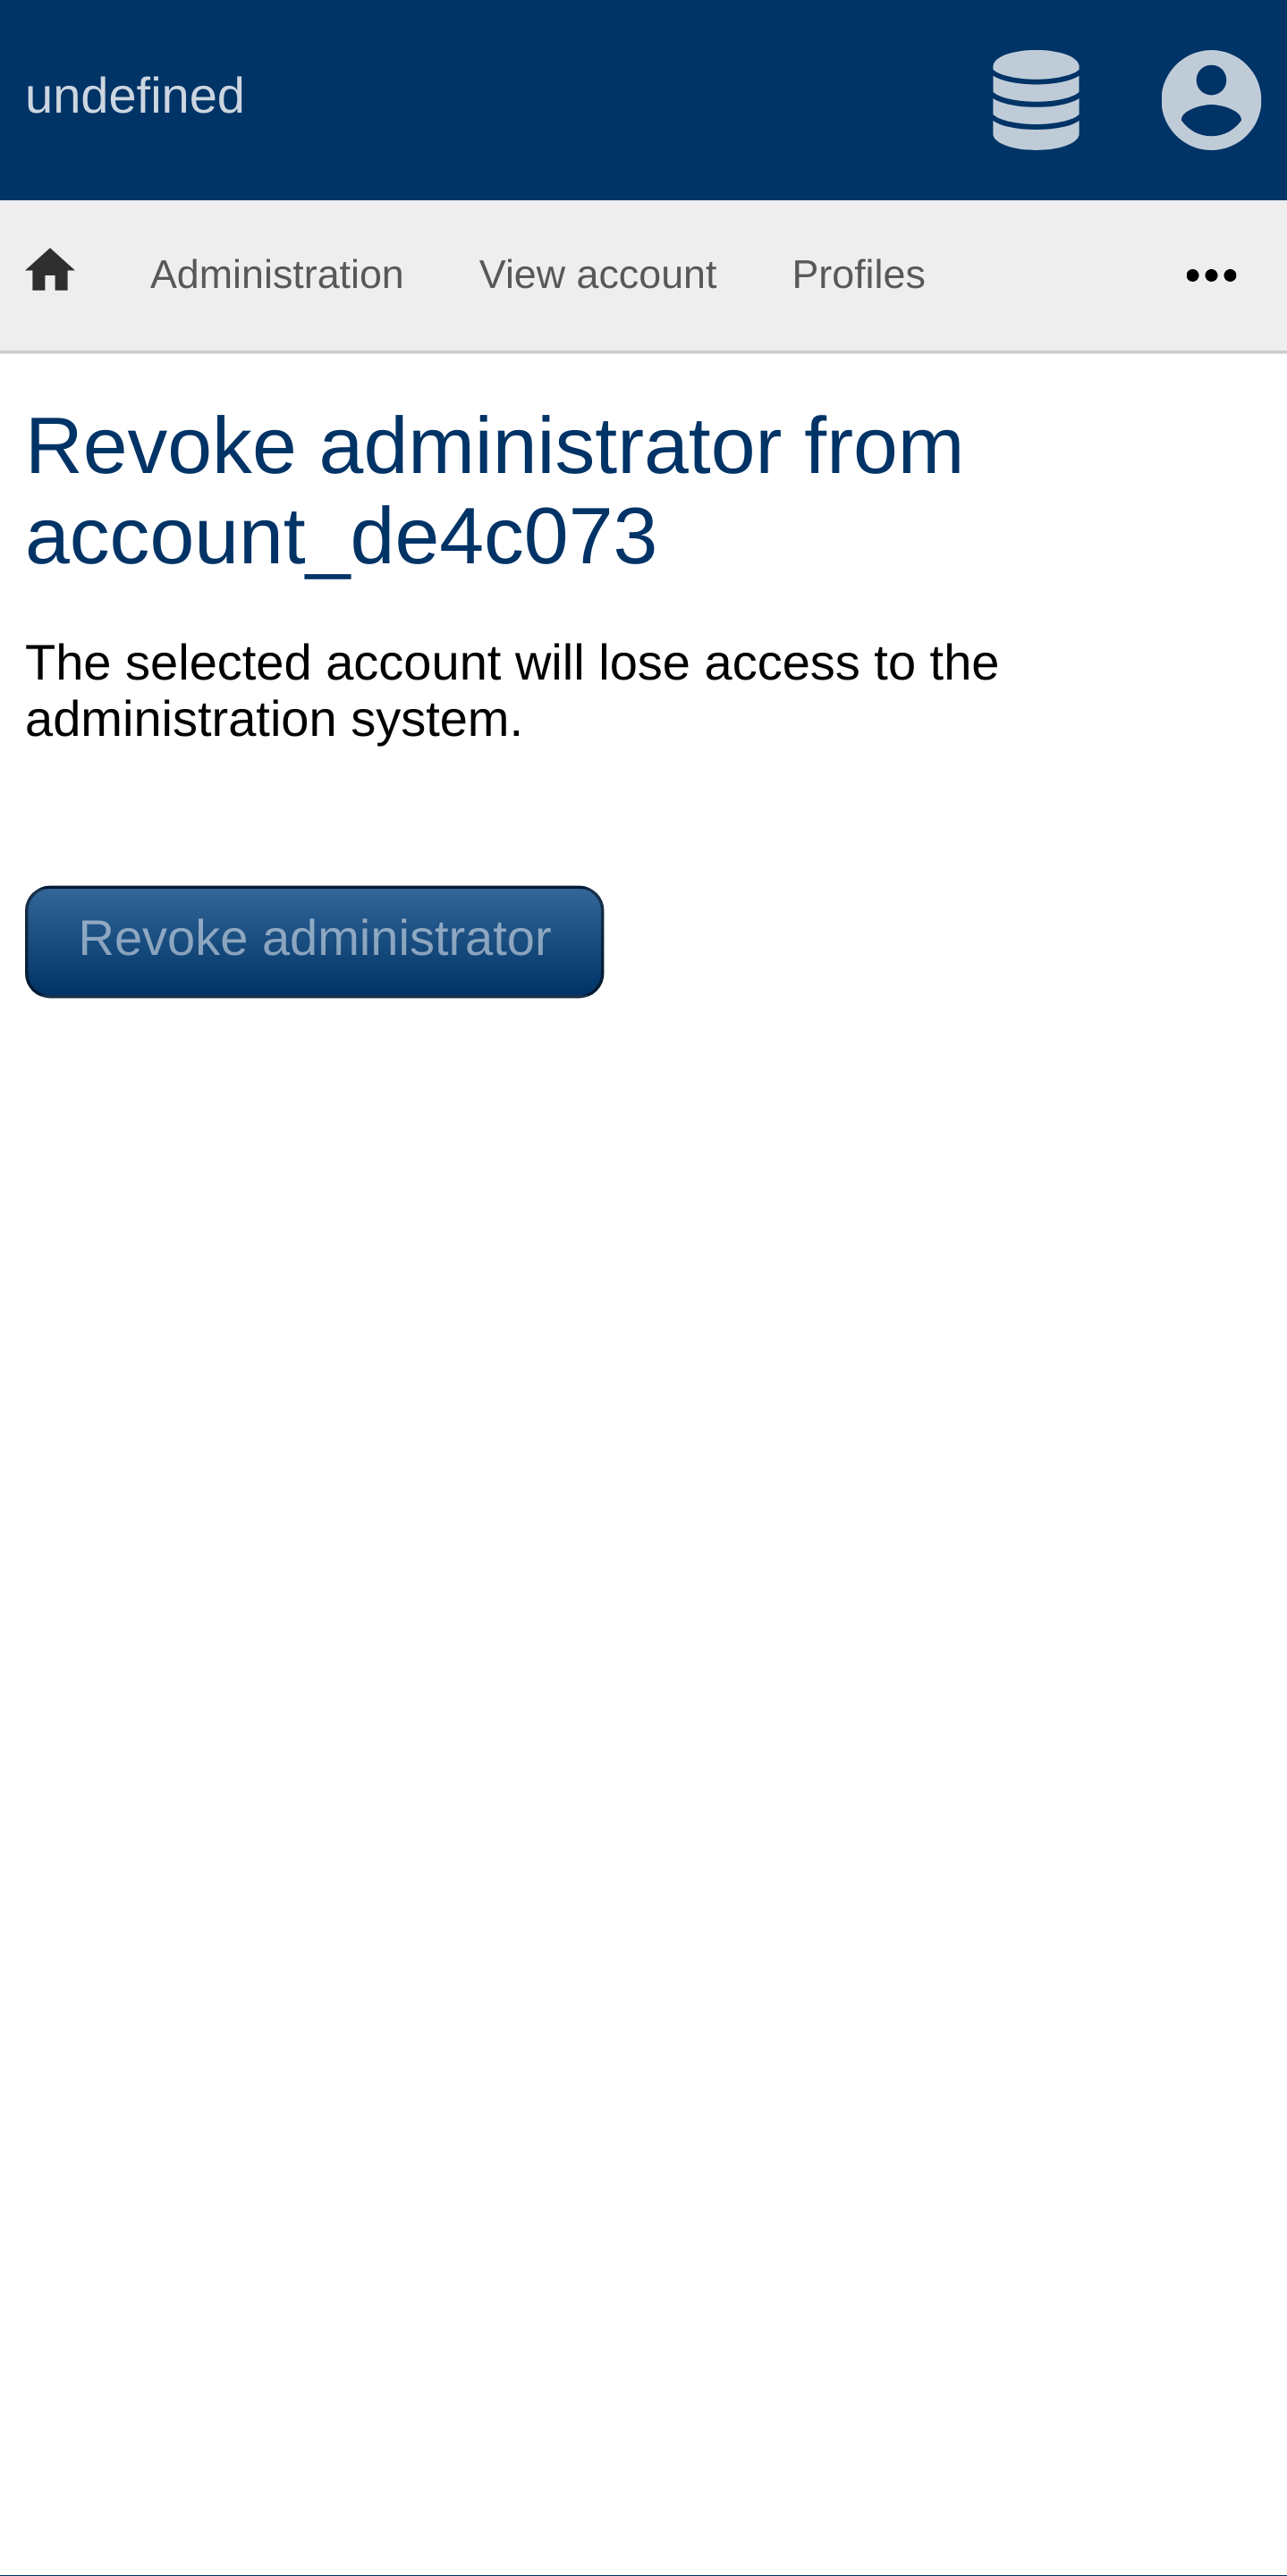 undefined
Administration View account Profiles
Revoke administrator from
account_de4c073
The selected account will lose access to the
administration system.
Revoke administrator